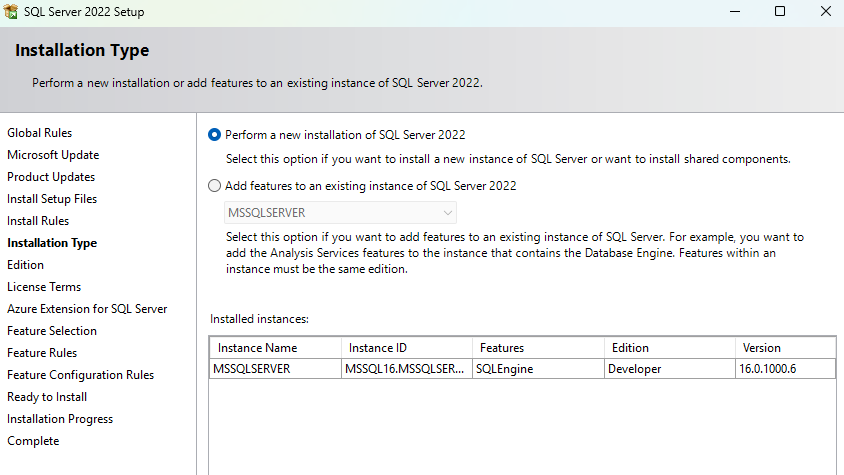 SQL Server 2022 Setup
Installation Type
Perform a new installation or add features to an existing instance of SQL Server 2022.
Global Rules
Microsoft Update
Product Updates
Install Setup Files
Install Rules
Installation Type
Edition
License Terms
Azure Extension for SQL Server
Feature Selection
Feature Rules
Feature Configuration Rules
Ready to Install
Installation Progress
Complete
Perform a new installation of SQL Server 2022
Select this option if you want to install a new instance of SQL Server or want to install shared components.
Add features to an existing instance of SQL Server 2022
MSSQLSERVER
Select this option if you want to add features to an existing instance of SQL Server. For example, you want to
add the Analysis Services features to the instance that contains the Database Engine. Features within an
instance must be the same edition.
Installed instances:
Instance Name Instance ID Features Edition Version
MSSQLSERVER MSSQL16.MSSQLSER... SQLEngine Developer 16.0.1000.6